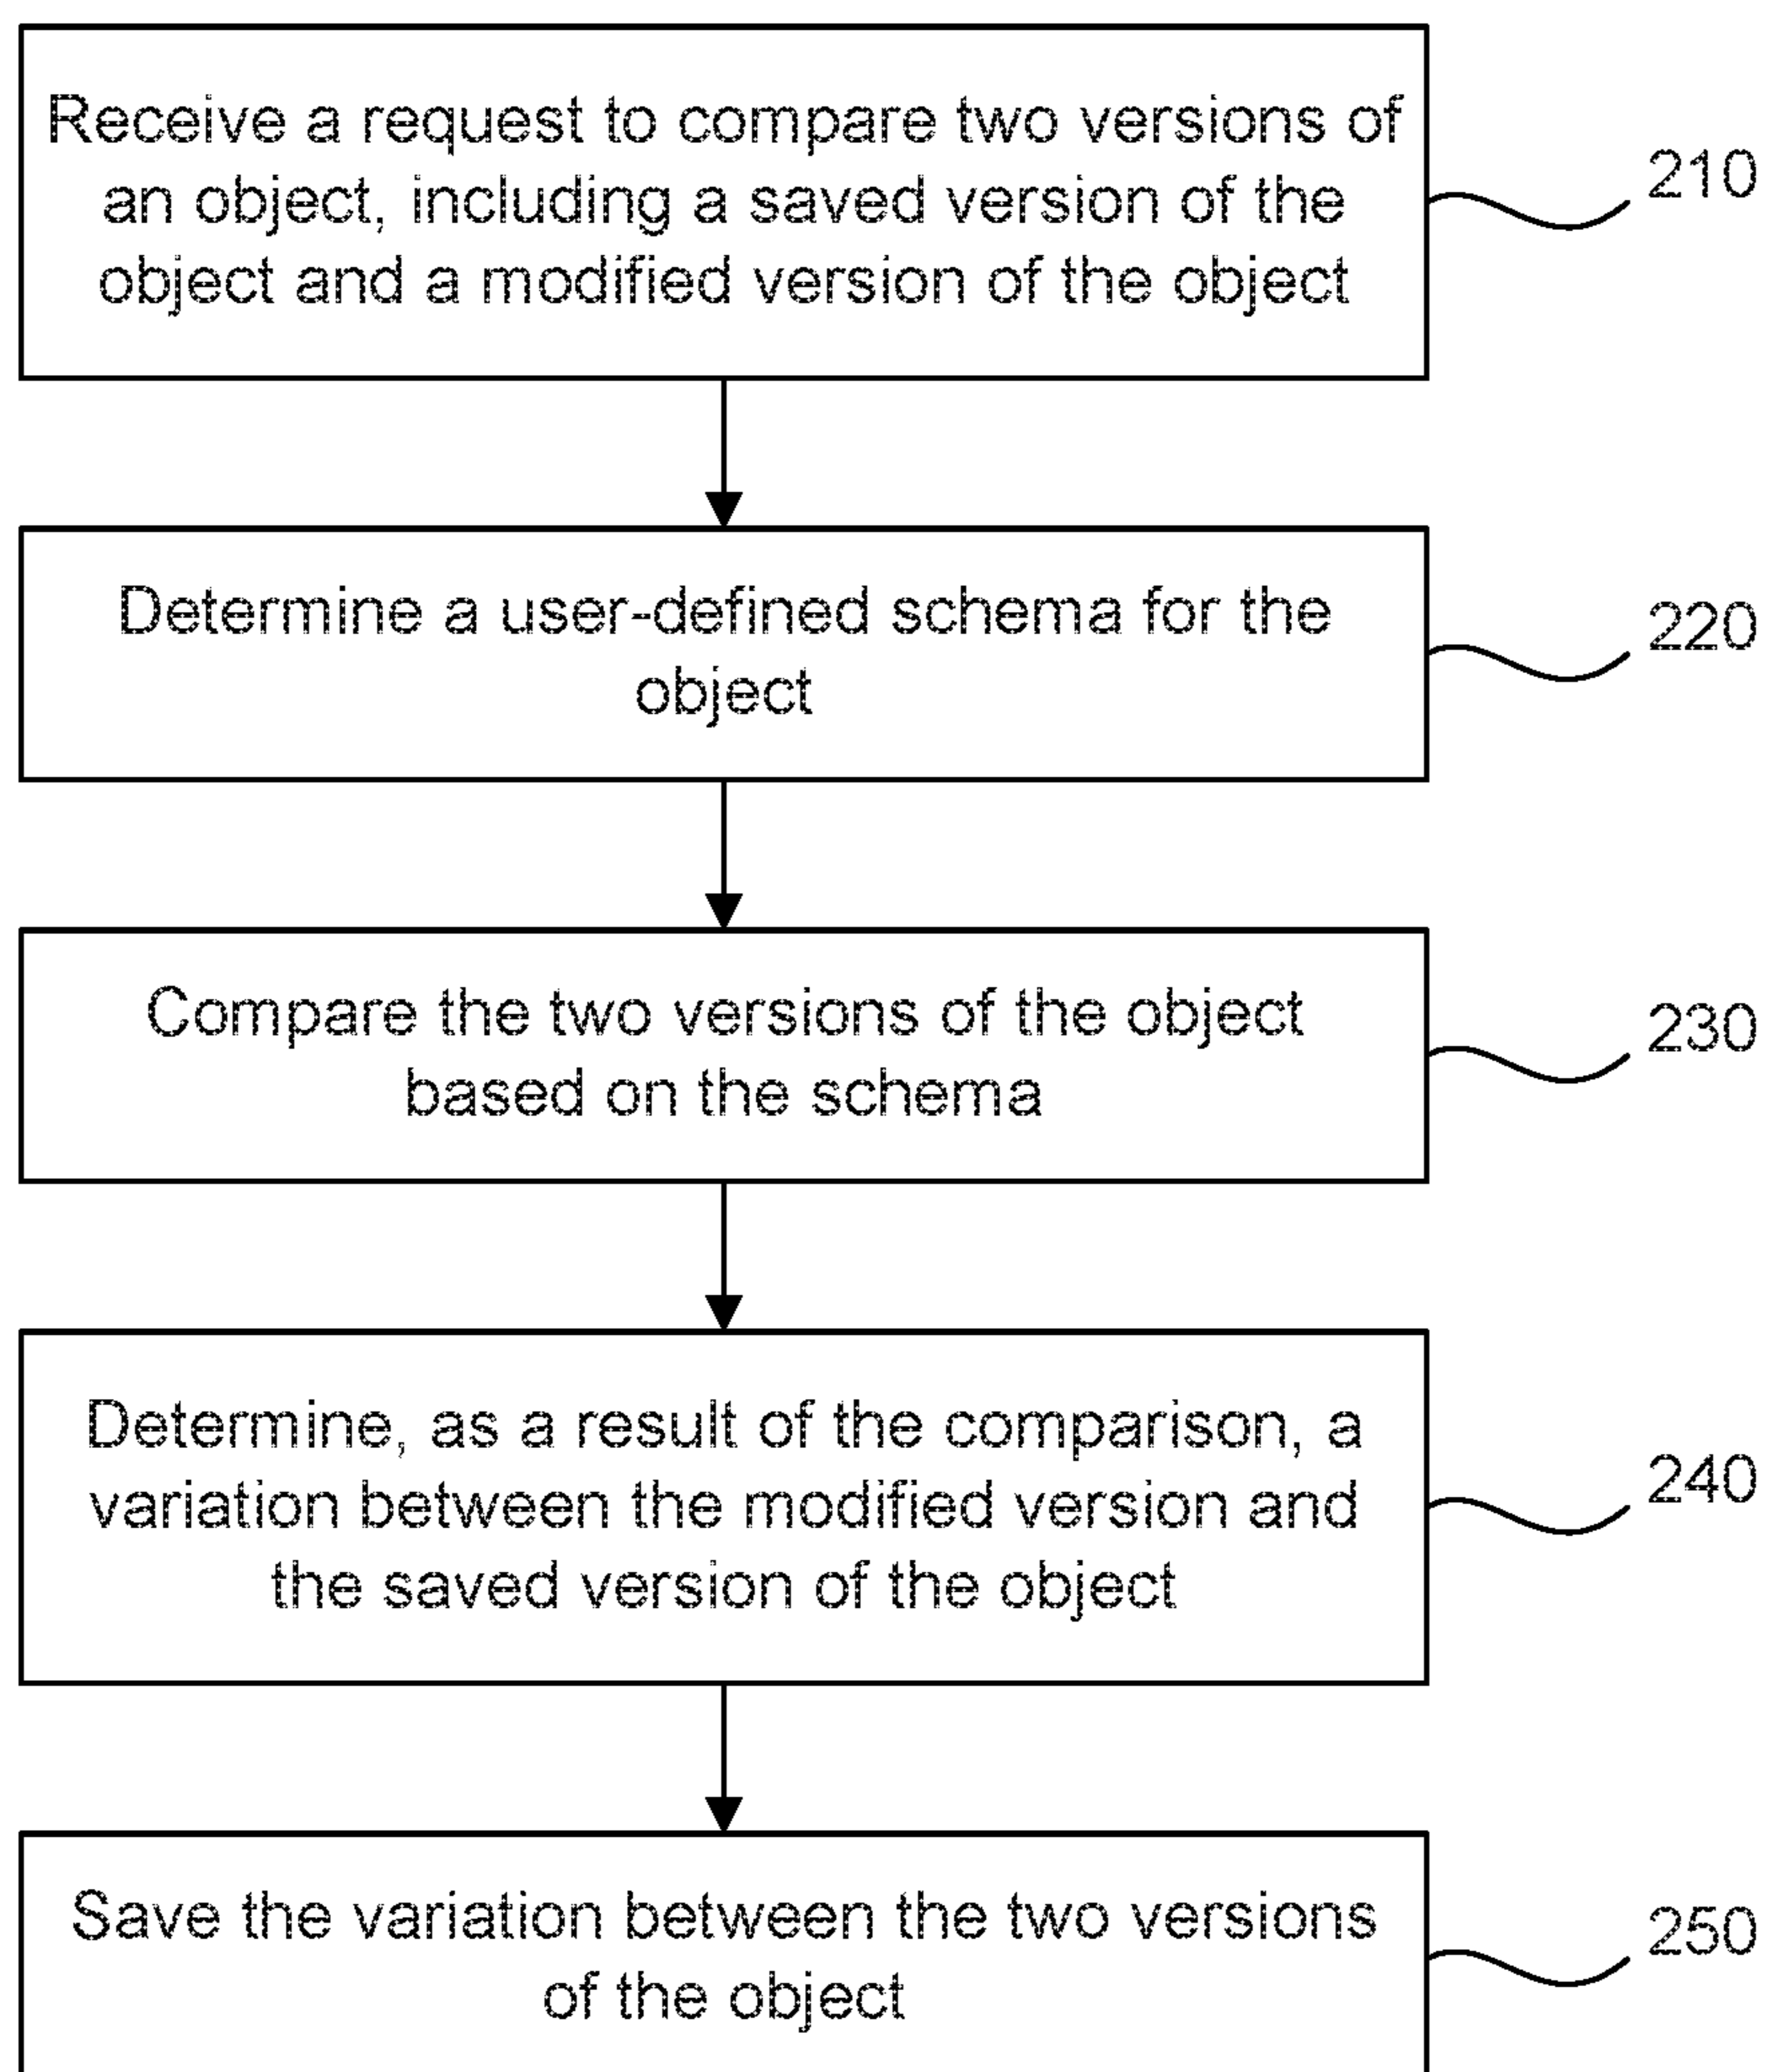 Receive a request to compare two versions of
an object, including a saved version of the
object and a modified version of the object
210
Determine a user-defined schema for the
object
220
Compare the two versions of the object
based on the schema
230
Determine, as a result of the comparison, a
variation between the modified version and
the saved version of the object
240
Save the variation between the two versions
of the object
250